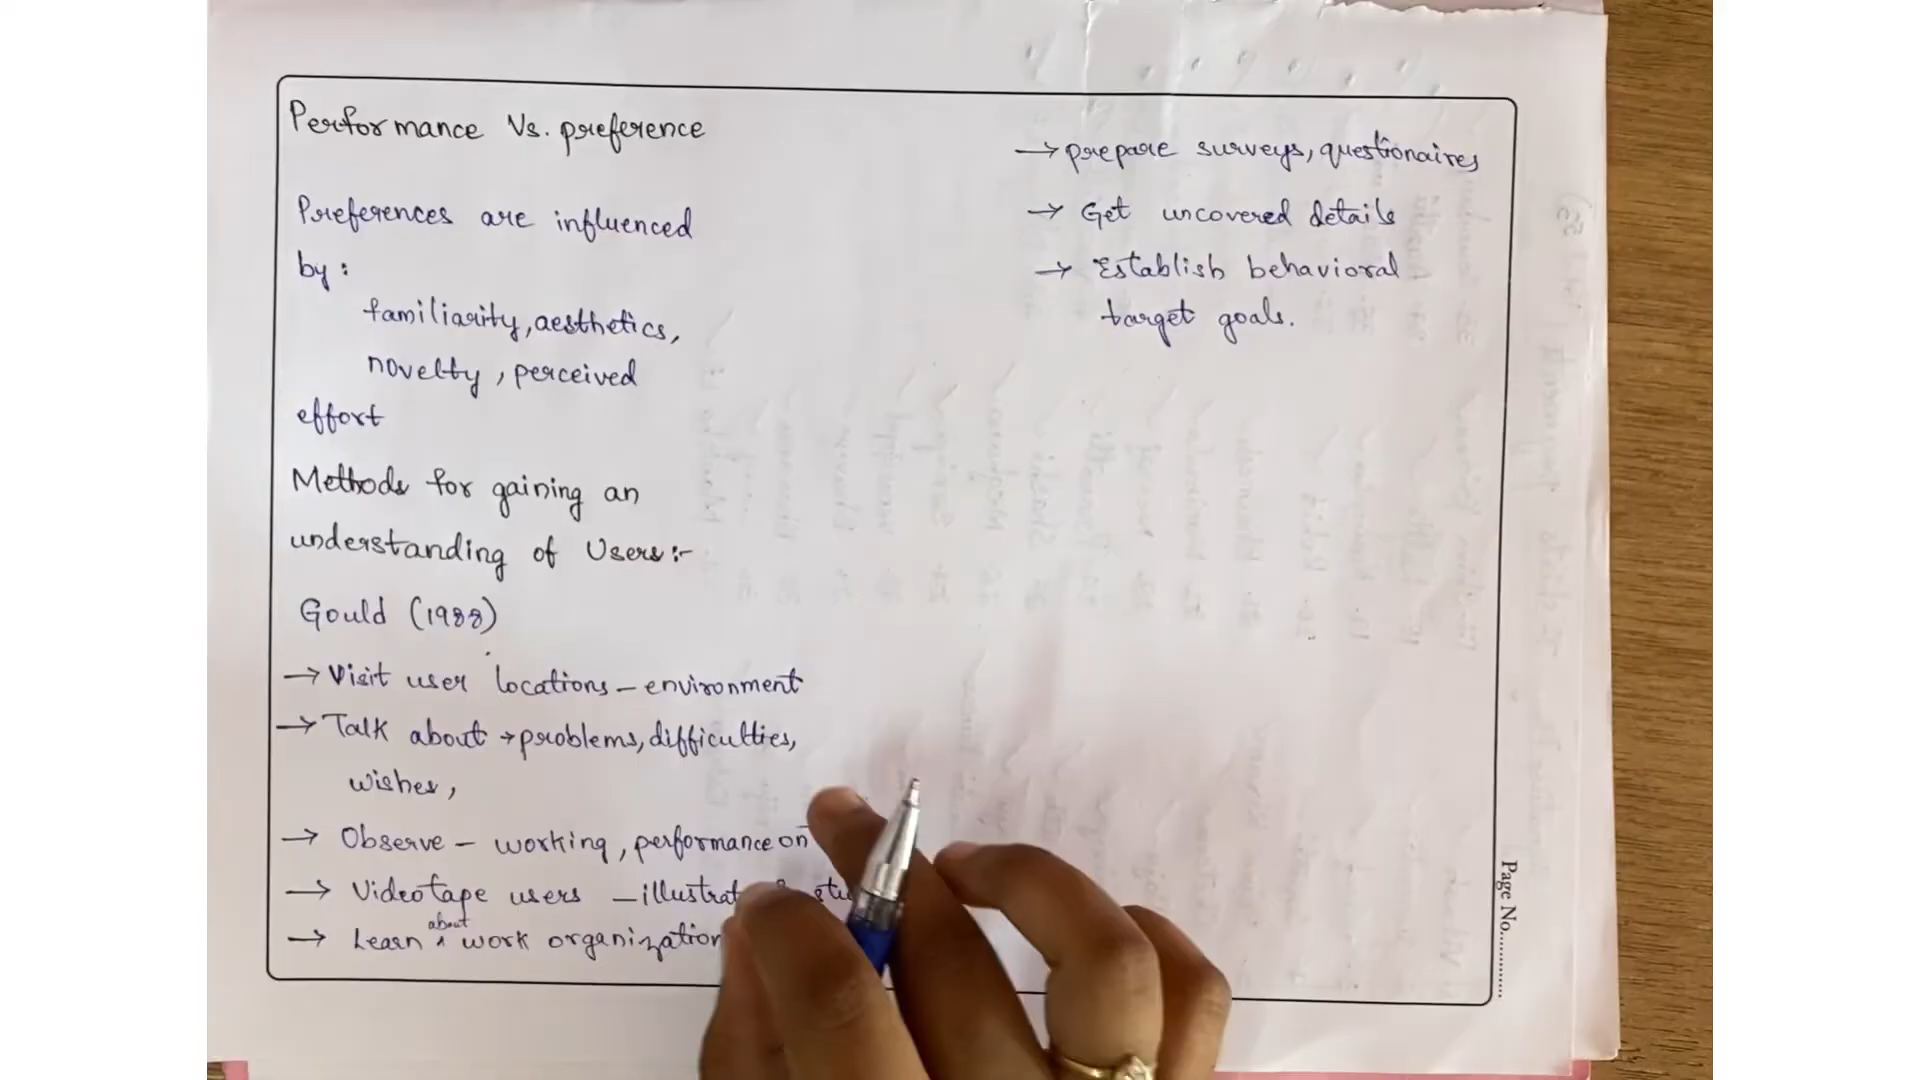 Performance Vs. preference
Preferences are influenced
by :
familiarity, aesthetics,
novelty, perceived
effort
Methods for gaining an
understanding of Users :-
Gould (1988)
→ Visit user locations - environment
→ Talk about → problems, difficulties,
wishes,
→ Observe - working, performance on
→ Videotape users -
about
→ Learn ^ work organization
→ prepare surveys, questionaires
→ Get uncovered details
→ Establish behavioral
target goals.
Page No.............